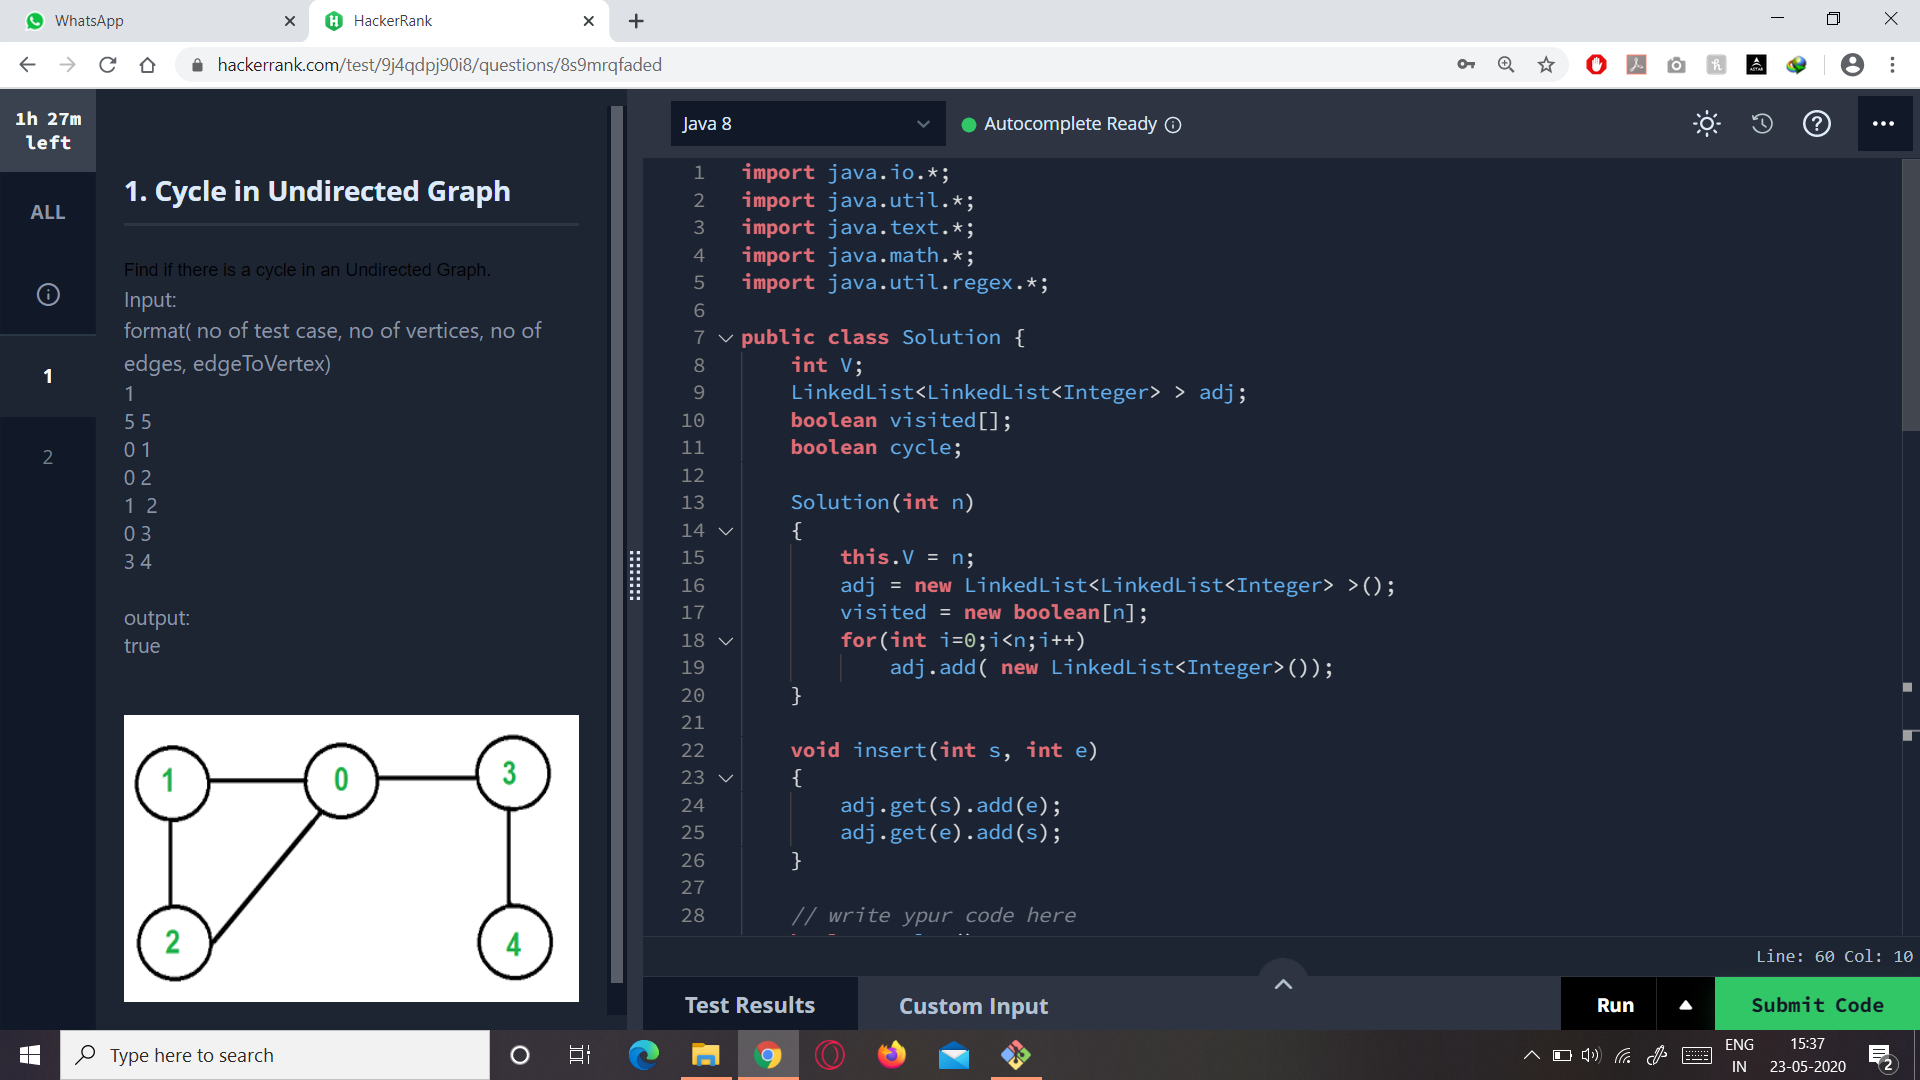 WhatsApp
HackerRank
hackerrank.com/test/9j4qdpj90i8/questions/8s9mrqfaded
1h 27m
left
ALL
1
2
1. Cycle in Undirected Graph
Find if there is a cycle in an Undirected Graph.
Input:
format( no of test case, no of vertices, no of
edges, edgeToVertex)
1
5 5
0 1
0 2
1  2
0 3
3 4
output:
true
1
0
3
2
4
Java 8
Autocomplete Ready
1 import java.io.*;
2 import java.util.*;
3 import java.text.*;
4 import java.math.*;
5 import java.util.regex.*;
6
7 public class Solution {
8 int V;
9 LinkedList<LinkedList<Integer> > adj;
10 boolean visited[];
11 boolean cycle;
12
13 Solution(int n)
14 {
15 this.V = n;
16 adj = new LinkedList<LinkedList<Integer> >();
17 visited = new boolean[n];
18 for(int i=0;i<n;i++)
19 adj.add( new LinkedList<Integer>());
20 }
21
22 void insert(int s, int e)
23 {
24 adj.get(s).add(e);
25 adj.get(e).add(s);
26 }
27
28 // write ypur code here
Line: 60 Col: 10
Test Results
Custom Input
Run
Submit Code
Type here to search
ENG
IN
15:37
23-05-2020
2